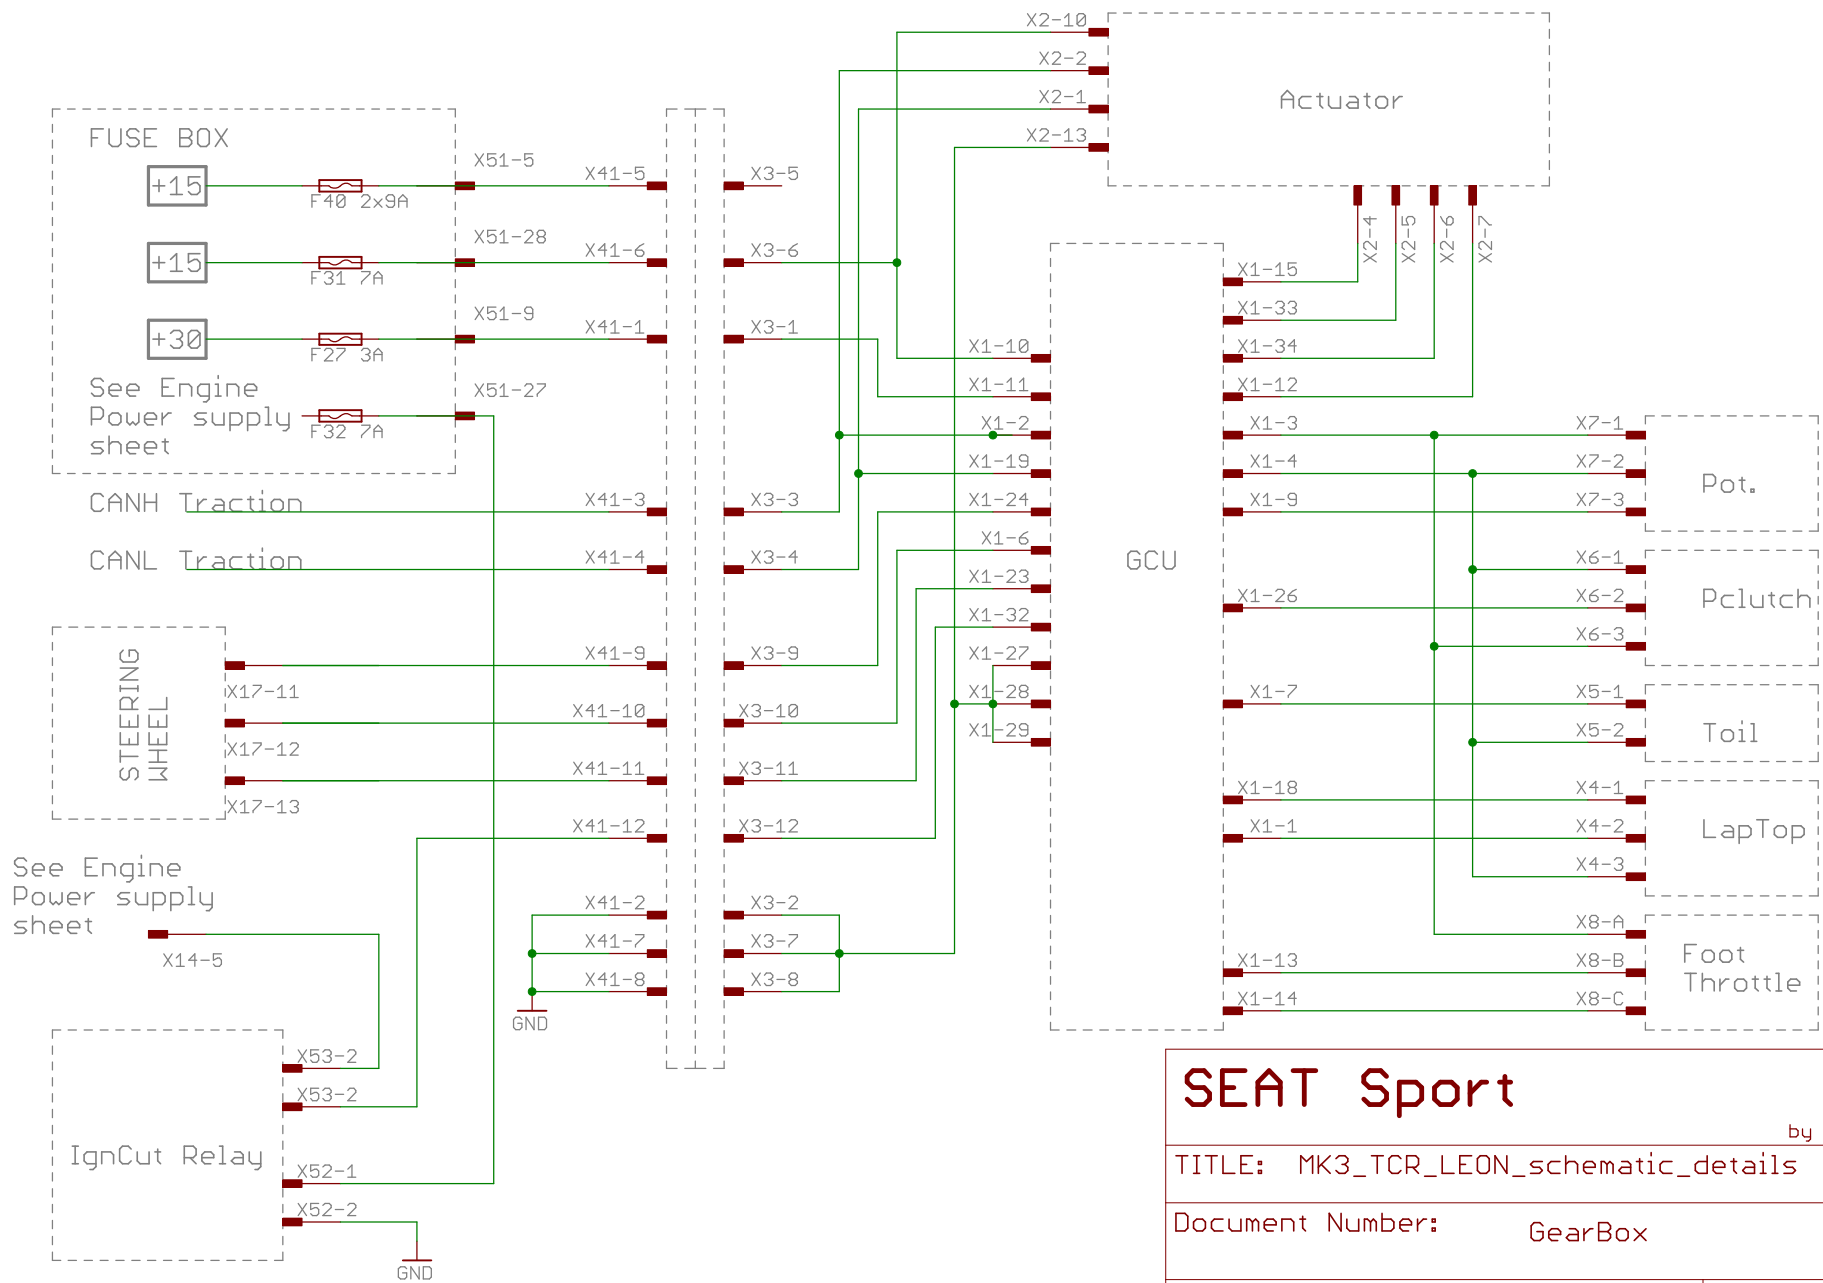 X2-10
X2-2
X2-1
X2-13
Actuator
X2-4
X2-5
X2-6
X2-7
FUSE BOX
+15
F40 2x9A
X51-5
X41-5
X3-5
+15
F31 7A
X51-28
X41-6
X3-6
+30
F27 3A
X51-9
X41-1
X3-1
See Engine
Power supply
sheet
F32 7A
X51-27
CANH Traction
X41-3
X3-3
CANL Traction
X41-4
X3-4
STEERING
WHEEL
X17-11
X17-12
X17-13
X41-9
X3-9
X41-10
X3-10
X41-11
X3-11
X41-12
X3-12
X41-2
X3-2
X41-7
X3-7
X41-8
X3-8
GND
See Engine
Power supply
sheet
X14-5
IgnCut Relay
X53-2
X53-2
X52-1
X52-2
GND
GCU
X1-10
X1-11
X1-2
X1-19
X1-24
X1-6
X1-23
X1-32
X1-27
X1-28
X1-29
X1-15
X1-33
X1-34
X1-12
X1-3
X1-4
X1-9
X1-26
X1-7
X1-18
X1-1
X1-13
X1-14
X7-1
X7-2
X7-3
Pot.
X6-1
X6-2
X6-3
Pclutch
X5-1
X5-2
Toil
X4-1
X4-2
X4-3
LapTop
X8-A
X8-B
X8-C
Foot
Throttle
SEAT Sport
by
TITLE: MK3_TCR_LEON_schematic_details
Document Number: GearBox